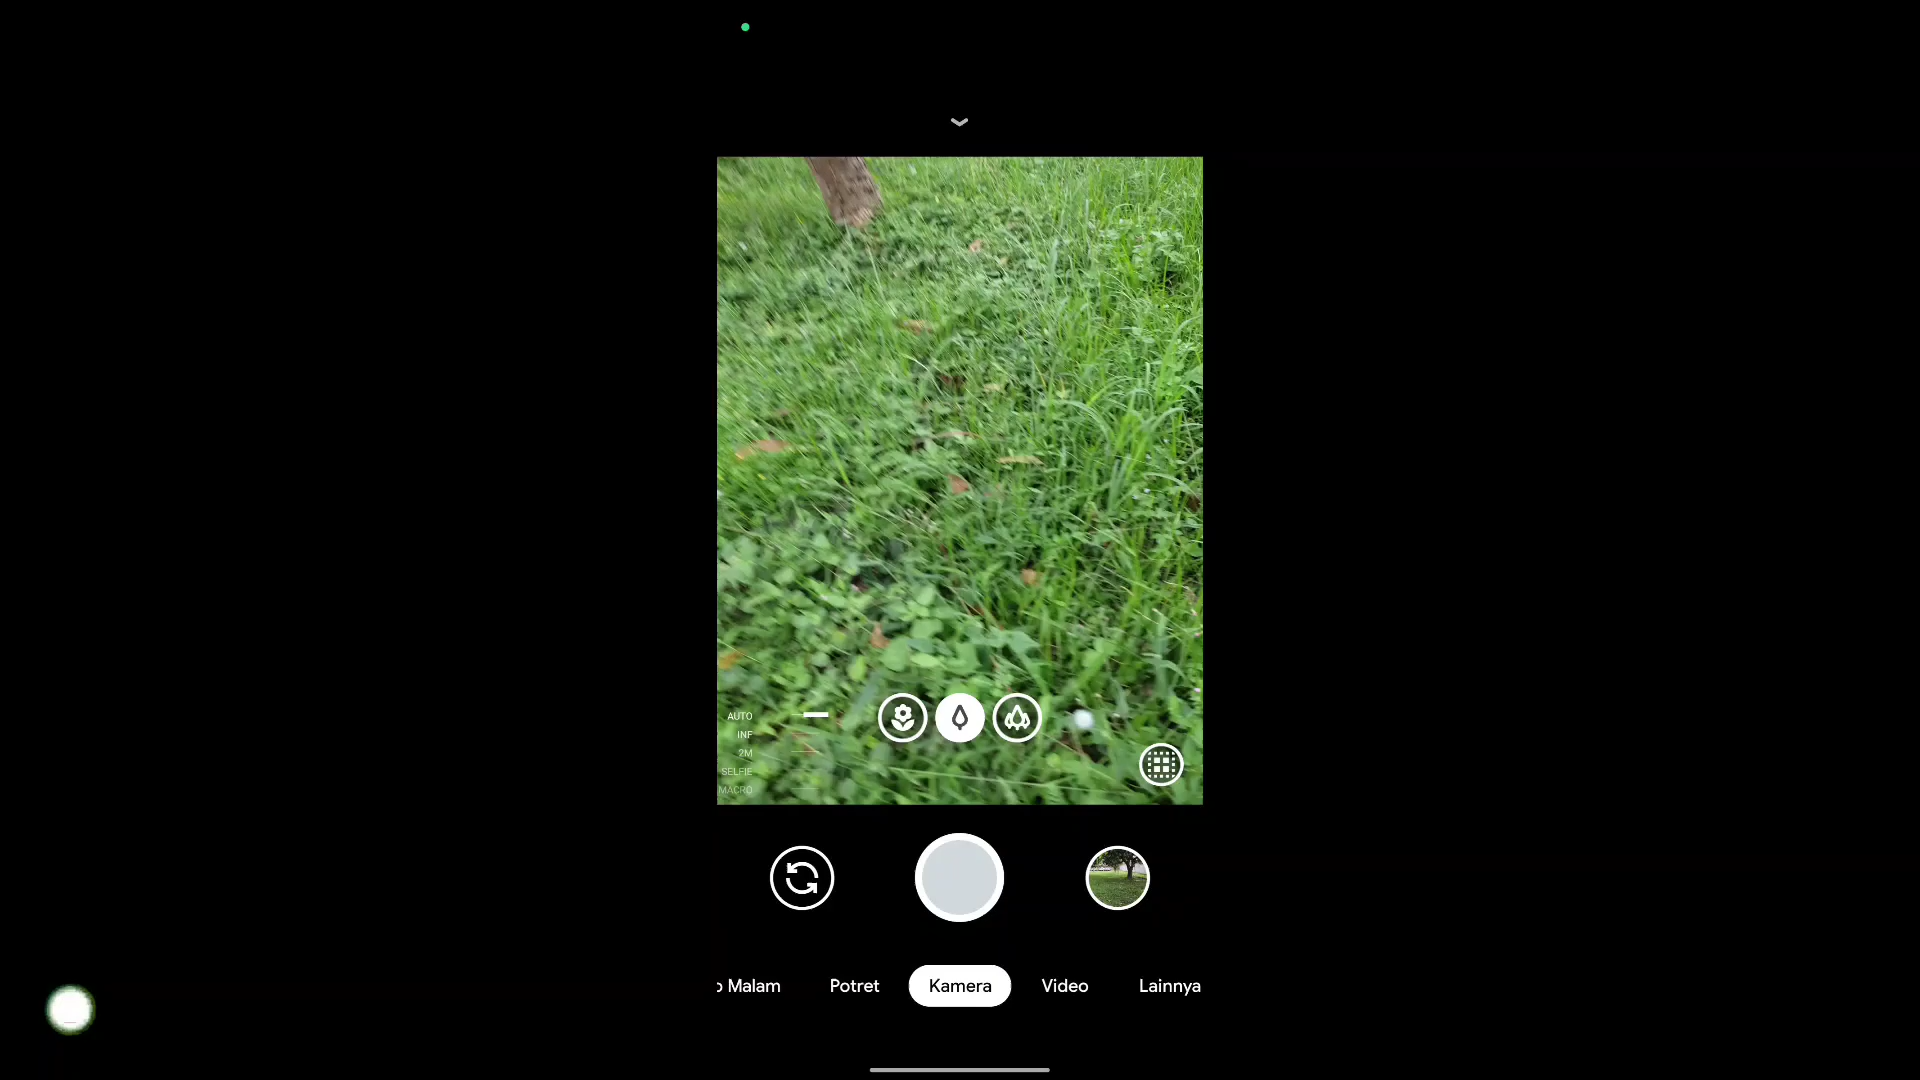 AUTO
INF
2M
SELFIE
MACRO
o Malam Potret Kamera Video Lainnya